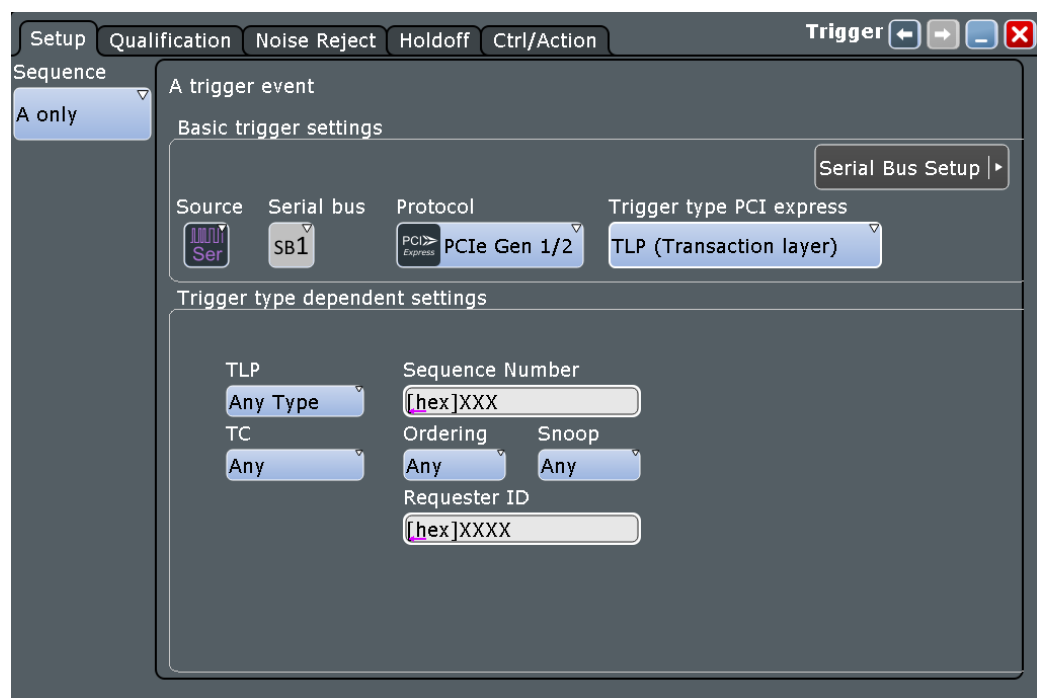 Setup Qualification Noise Reject Holdoff Ctrl/Action Trigger
Sequence
A only
A trigger event
Basic trigger settings
Serial Bus Setup
Source Serial bus Protocol Trigger type PCI express
Ser SB1 PCI Express PCIe Gen 1/2 TLP (Transaction layer)
Trigger type dependent settings
TLP Sequence Number
Any Type [hex]XXX
TC Ordering Snoop
Any Any Any
Requester ID
[hex]XXXX